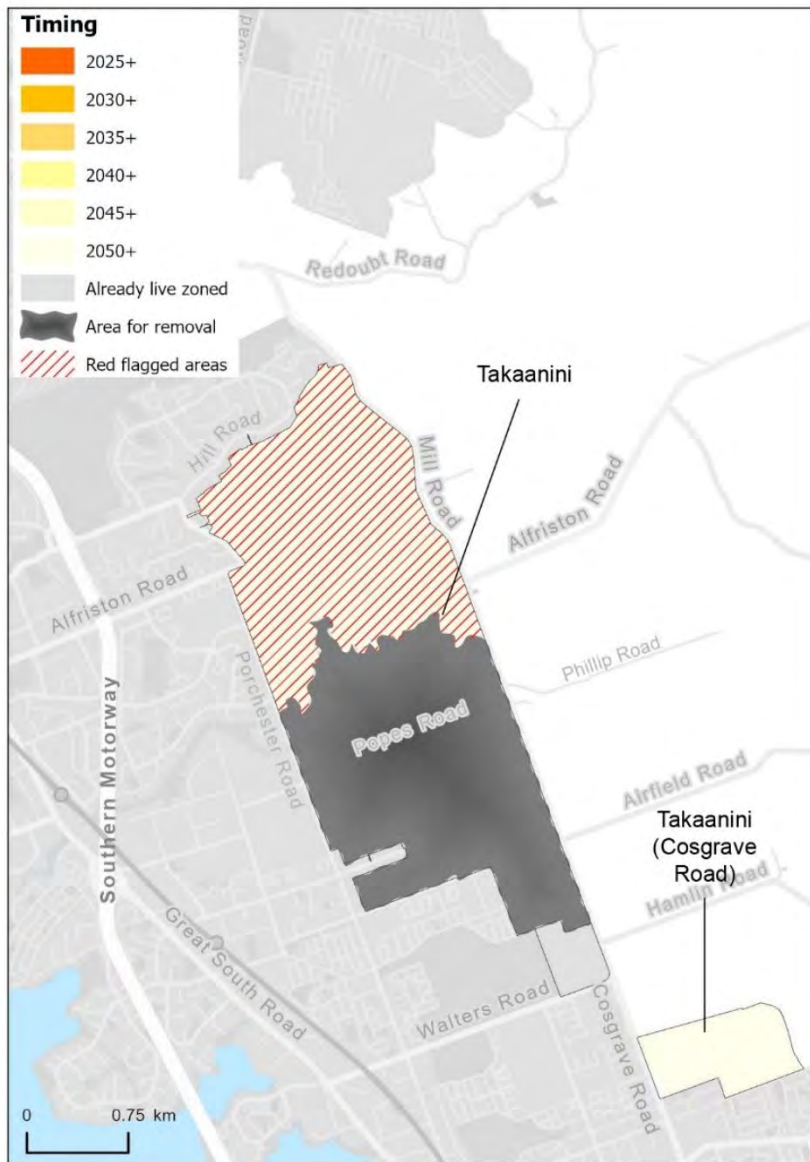 Timing
2025+
2030+
2035+
2040+
2045+
2050+
Already live zoned
Area for removal
Red flagged areas
Road
Redoubt Road
Takaanini
Hill Road
Mill Road
Alfriston Road
Alfriston Road
Phillip Road
Porchester Road
Popes Road
Southern Motorway
Airfield Road
Takaanini
(Cosgrave
Road)
Hamlin Road
Great South Road
Walters Road
Cosgrave Road
0 0.75 km